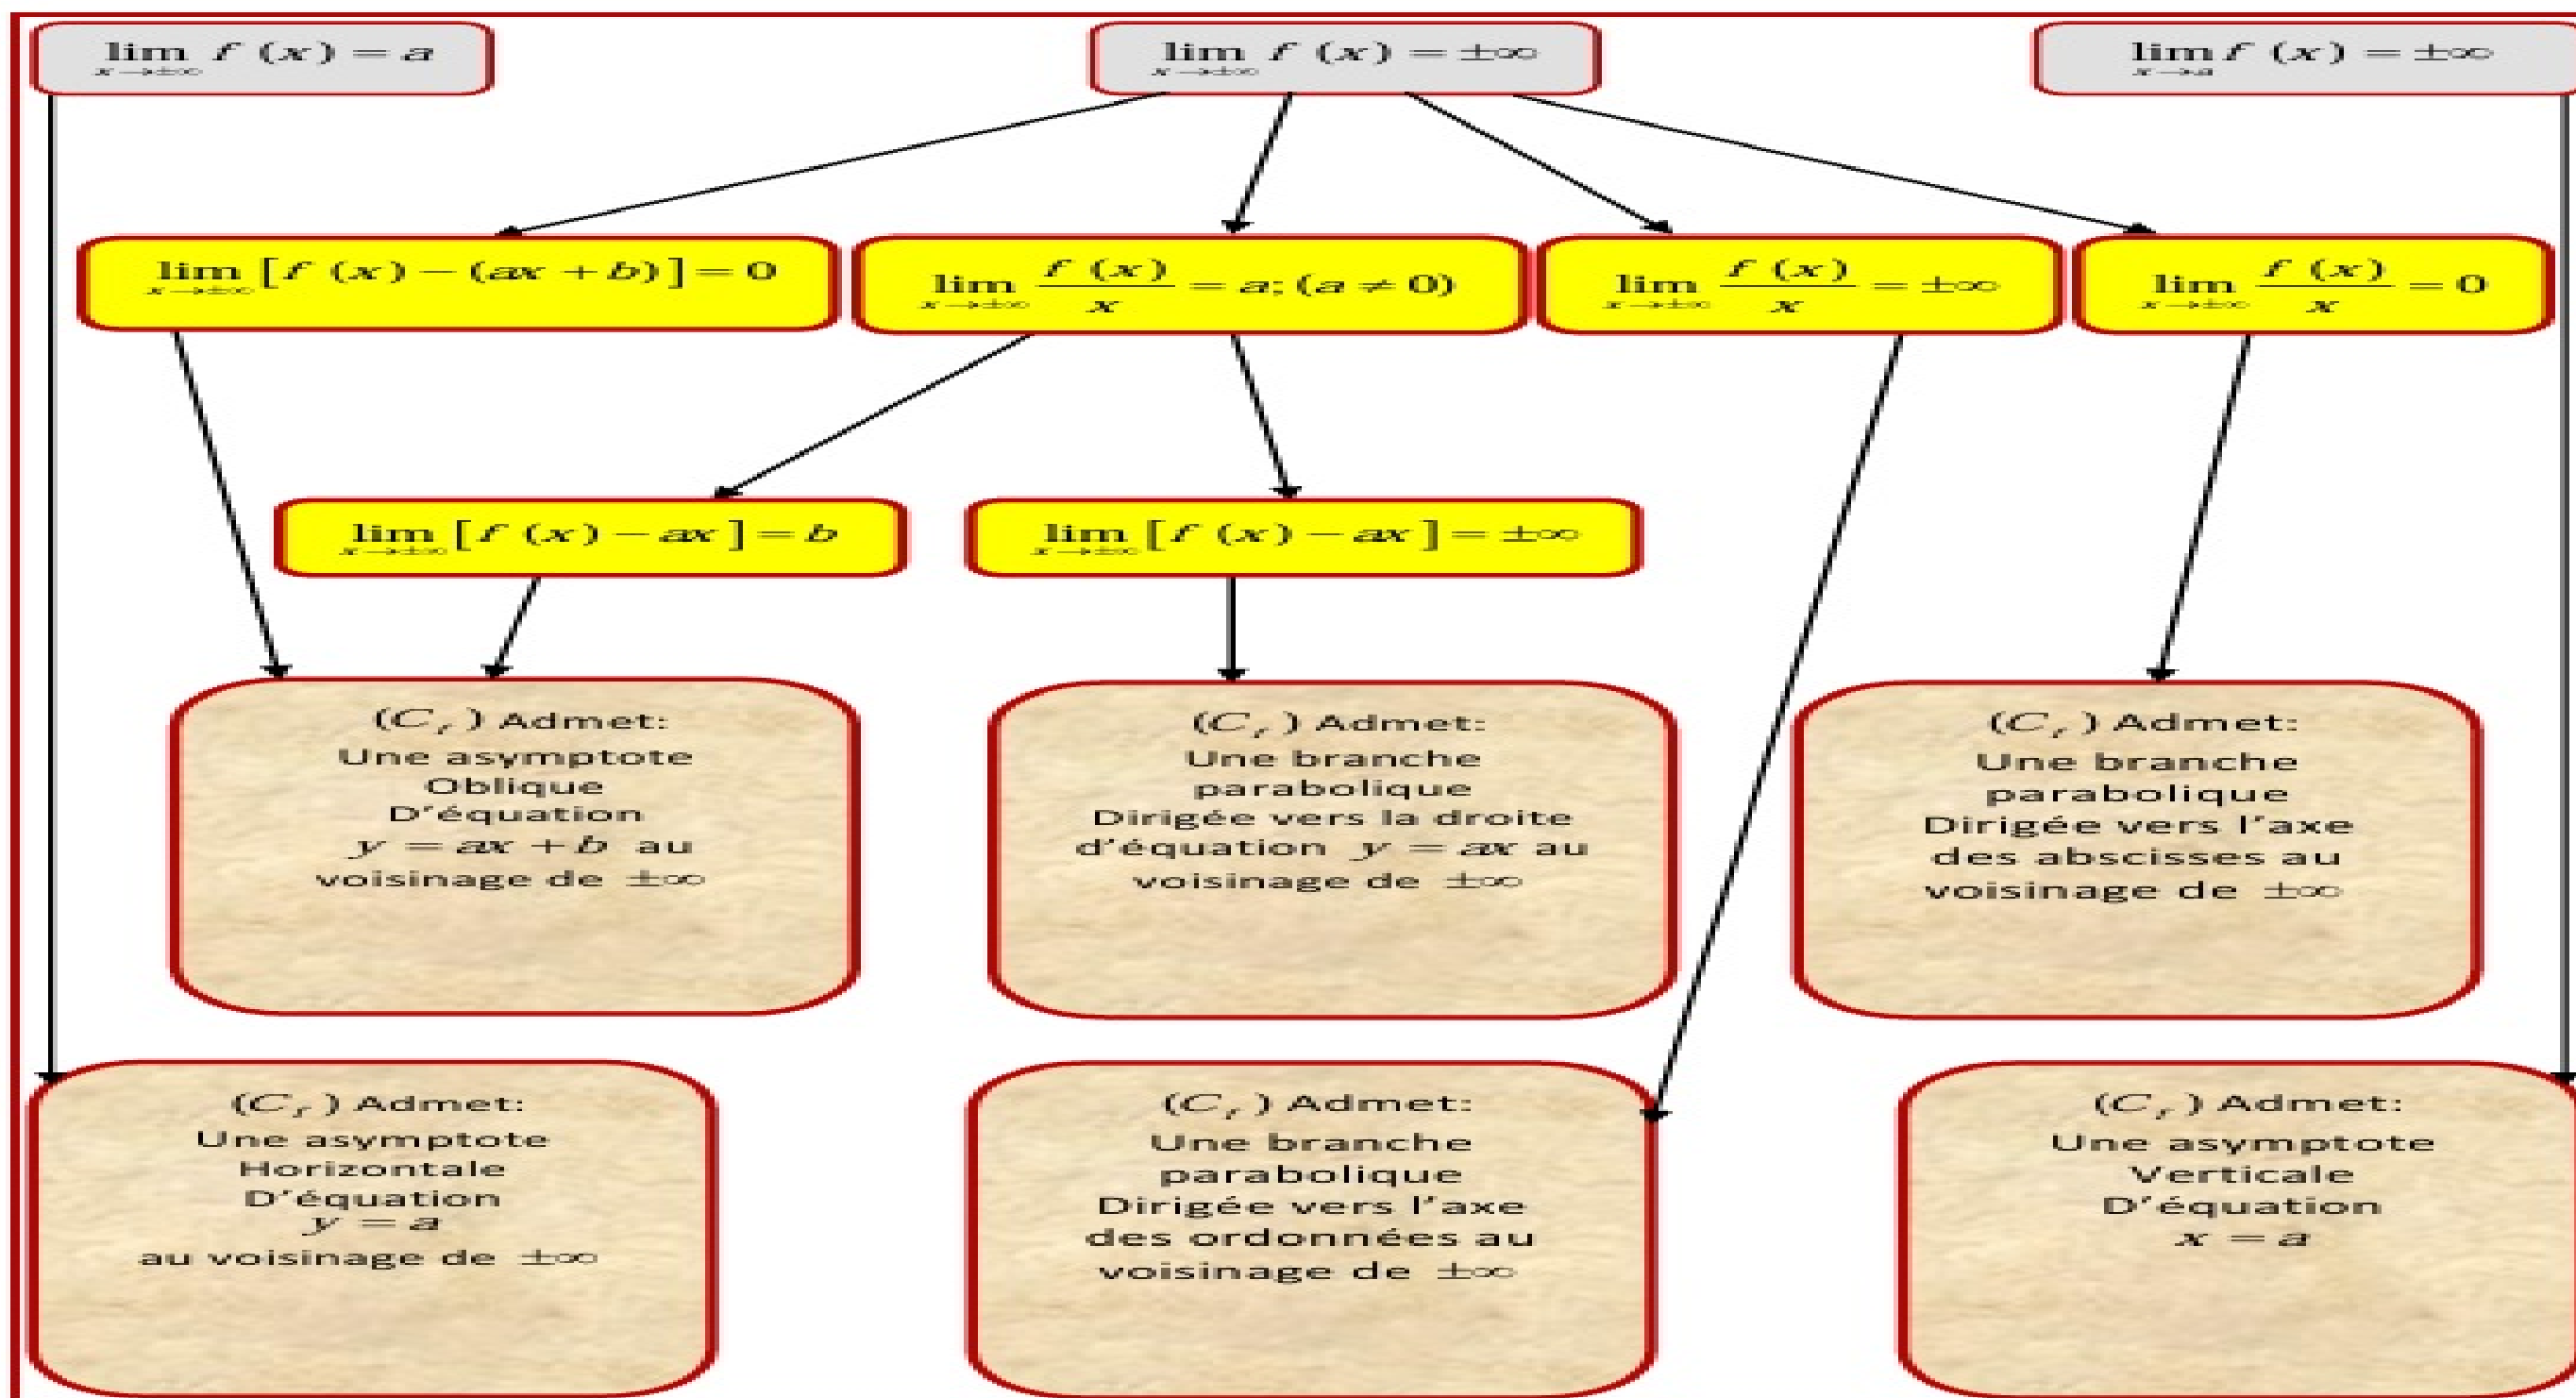 lim f (x) = a
x→±∞
lim f (x) = ±∞
x→±∞
lim f (x) = ±∞
x→a
lim [f (x) − (ax + b)] = 0
x→±∞
lim f (x)/x = a; (a ≠ 0)
x→±∞
lim f (x)/x = ±∞
x→±∞
lim f (x)/x = 0
x→±∞
lim [f (x) − ax] = b
x→±∞
lim [f (x) − ax] = ±∞
x→±∞
(C_f) Admet:
Une asymptote
Oblique
D'équation
y = ax + b au
voisinage de ±∞
(C_f) Admet:
Une branche
parabolique
Dirigée vers la droite
d'équation y = ax au
voisinage de ±∞
(C_f) Admet:
Une branche
parabolique
Dirigée vers l'axe
des abscisses au
voisinage de ±∞
(C_f) Admet:
Une asymptote
Horizontale
D'équation
y = a
au voisinage de ±∞
(C_f) Admet:
Une branche
parabolique
Dirigée vers l'axe
des ordonnées au
voisinage de ±∞
(C_f) Admet:
Une asymptote
Verticale
D'équation
x = a